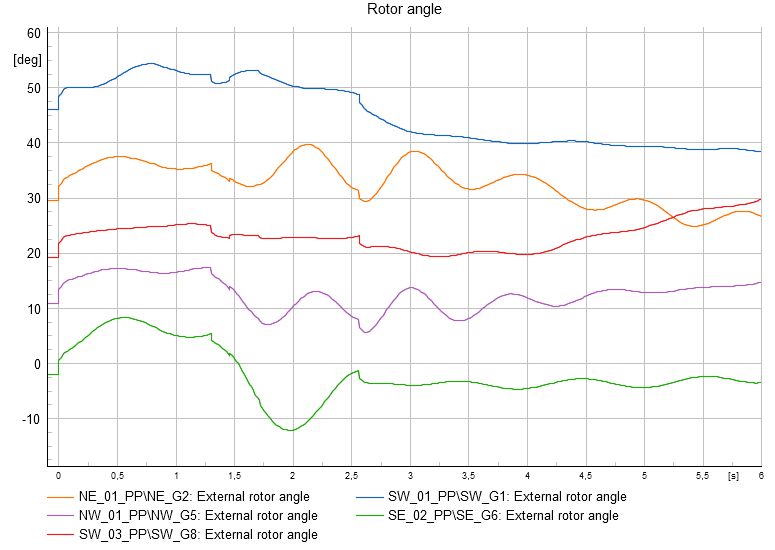 Rotor angle
60
[deg]
50
40
30
20
10
0
-10
0 0,5 1 1,5 2 2,5 3 3,5 4 4,5 5 5,5 [s] 6
NE_01_PP\NE_G2: External rotor angle SW_01_PP\SW_G1: External rotor angle
NW_01_PP\NW_G5: External rotor angle SE_02_PP\SE_G6: External rotor angle
SW_03_PP\SW_G8: External rotor angle